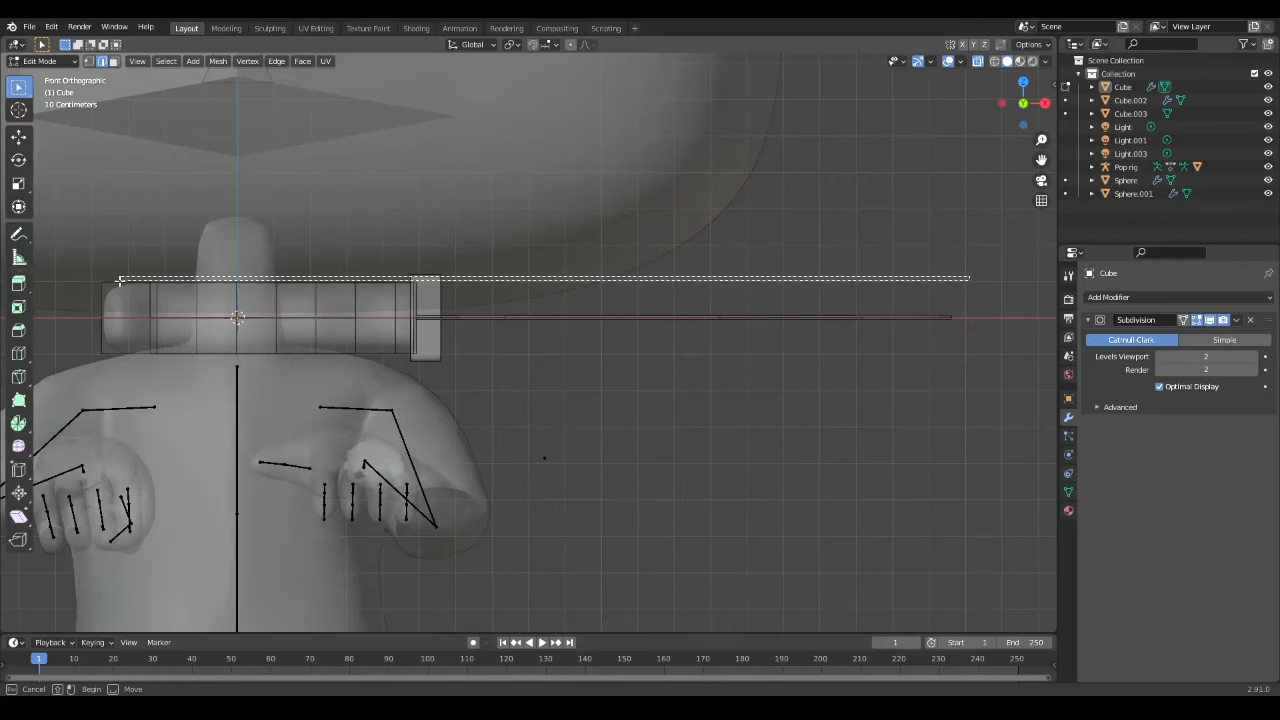 File Edit Render Window Help Layout Modeling Sculpting UV Editing Texture Paint Shading Animation Rendering Compositing Scripting + Scene View Layer
Global X Y Z Options
Edit Mode View Select Add Mesh Vertex Edge Face UV
Front Orthographic
(1) Cube
10 Centimeters
Z
Y
X
Scene Collection
Collection
Cube
Cube.002
Cube.003
Light
Light.001
Light.003
Pop rig
Sphere
Sphere.001
Cube
Add Modifier
Subdivision
Catmull-Clark Simple
Levels Viewport 2
Render 2
Optimal Display
Advanced
Playback Keying View Marker 1 Start 1 End 250
1 10 20 30 40 50 60 70 80 90 100 110 120 130 140 150 160 170 180 190 200 210 220 230 240 250
Cancel Begin Move 2.91.0